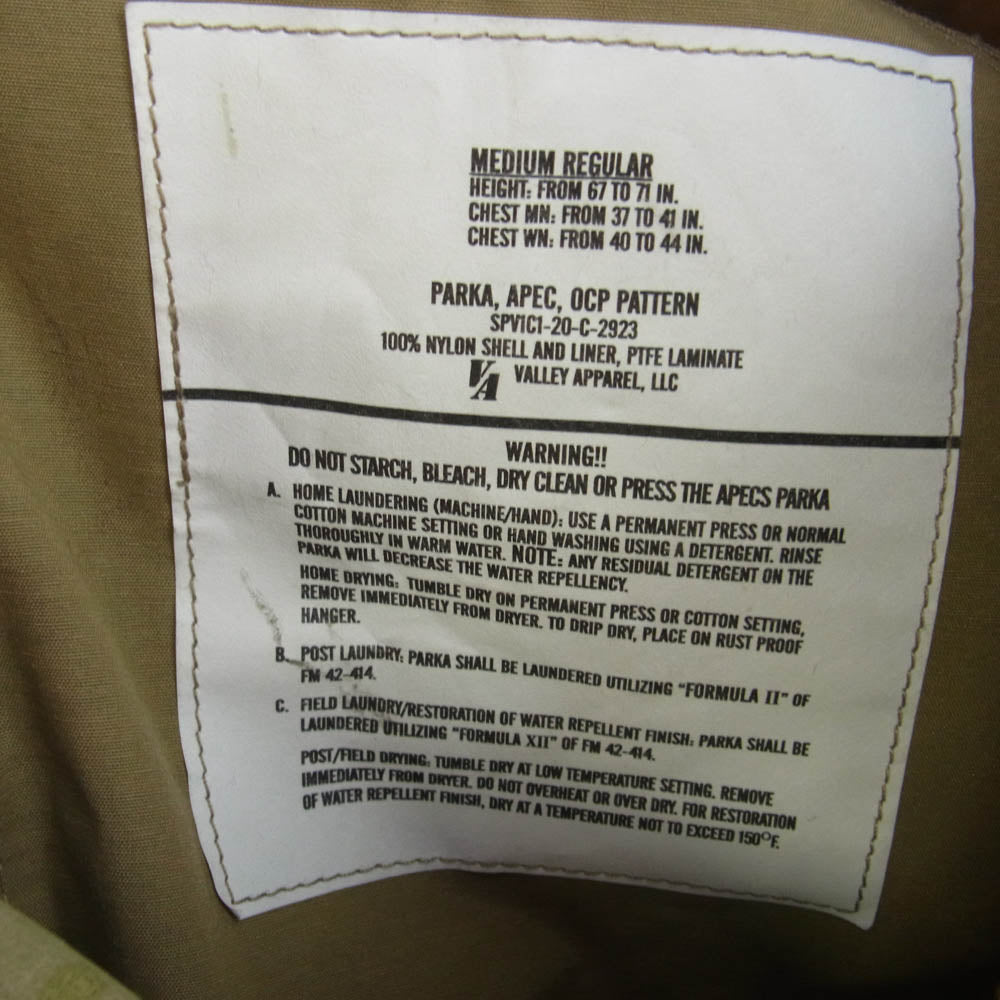 MEDIUM REGULAR
HEIGHT: FROM 67 TO 71 IN.
CHEST MN: FROM 37 TO 41 IN.
CHEST WN: FROM 40 TO 44 IN.
PARKA, APEC, OCP PATTERN
SPV1C1-20-C-2923
100% NYLON SHELL AND LINER, PTFE LAMINATE
VA VALLEY APPAREL, LLC
WARNING!!
DO NOT STARCH, BLEACH, DRY CLEAN OR PRESS THE APECS PARKA
A. HOME LAUNDERING (MACHINE/HAND): USE A PERMANENT PRESS OR NORMAL
COTTON MACHINE SETTING OR HAND WASHING USING A DETERGENT. RINSE
THOROUGHLY IN WARM WATER. NOTE: ANY RESIDUAL DETERGENT ON THE
PARKA WILL DECREASE THE WATER REPELLENCY.
HOME DRYING: TUMBLE DRY ON PERMANENT PRESS OR COTTON SETTING,
REMOVE IMMEDIATELY FROM DRYER. TO DRIP DRY, PLACE ON RUST PROOF
HANGER.
B. POST LAUNDRY: PARKA SHALL BE LAUNDERED UTILIZING "FORMULA II" OF
FM 42-414.
C. FIELD LAUNDRY/RESTORATION OF WATER REPELLENT FINISH: PARKA SHALL BE
LAUNDERED UTILIZING "FORMULA XII" OF FM 42-414.
POST/FIELD DRYING: TUMBLE DRY AT LOW TEMPERATURE SETTING. REMOVE
IMMEDIATELY FROM DRYER. DO NOT OVERHEAT OR OVER DRY. FOR RESTORATION
OF WATER REPELLENT FINISH, DRY AT A TEMPERATURE NOT TO EXCEED 150°F.